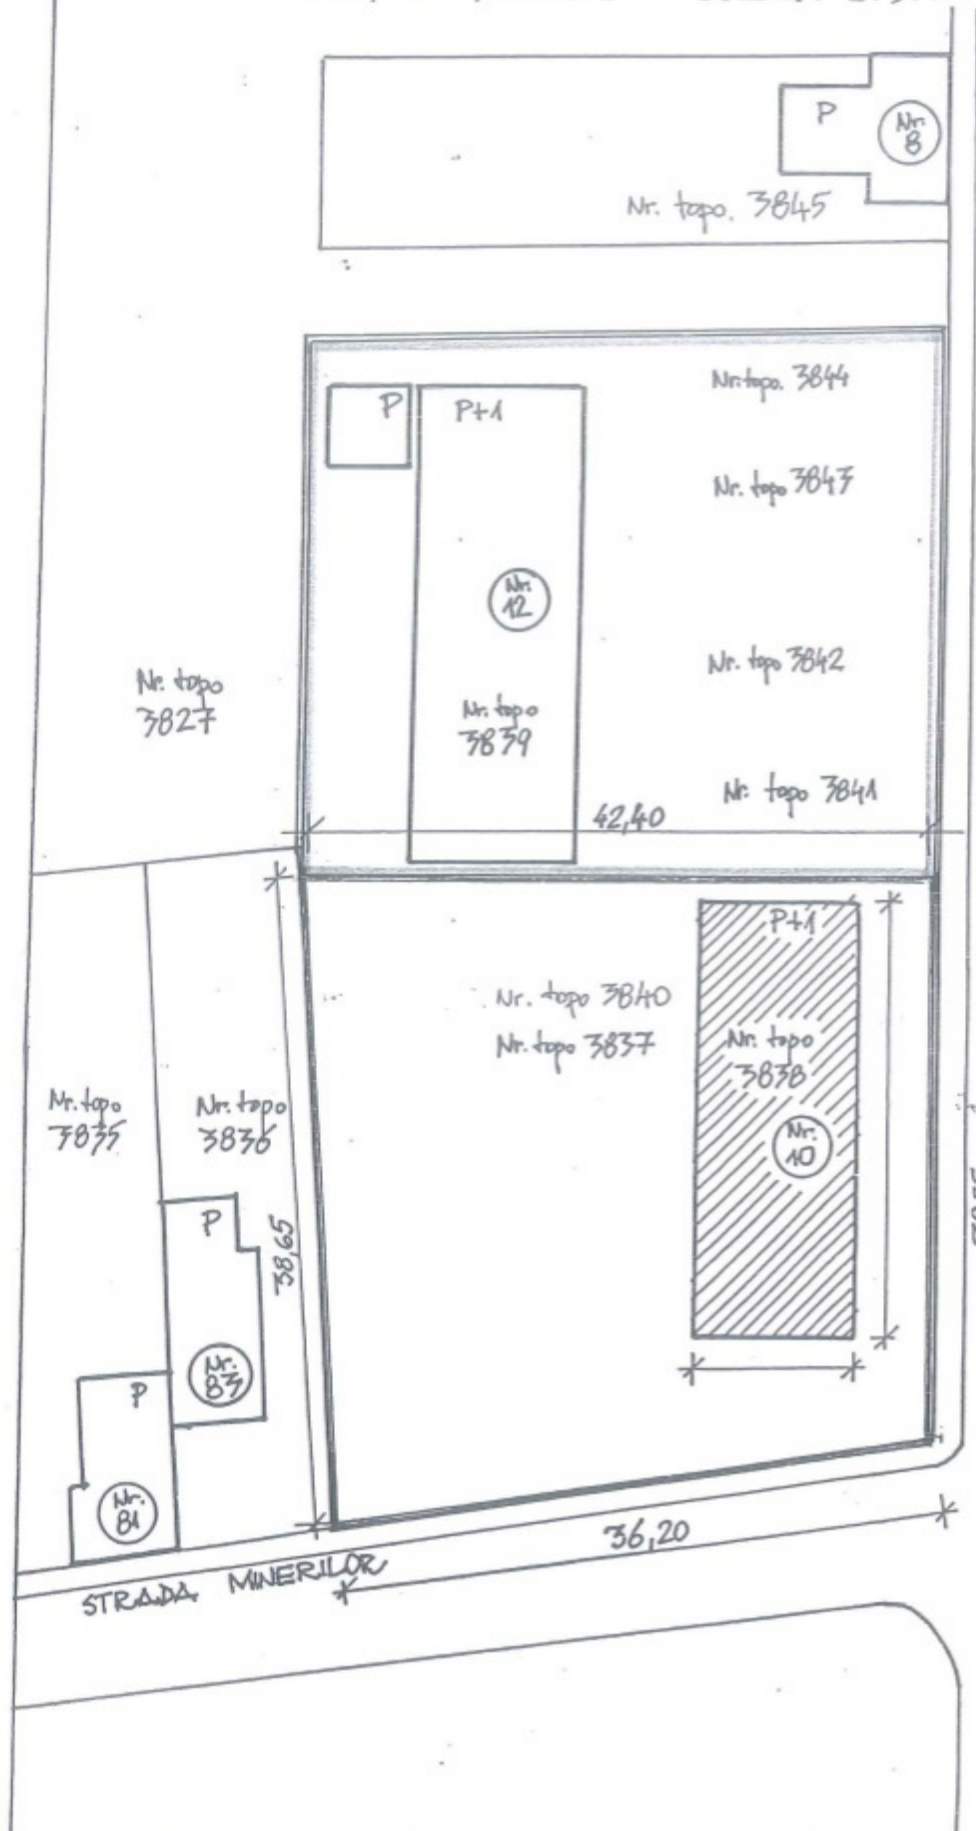 P
Nr.
8
Nr. topo. 3845
Nr. topo. 3844
P
P+1
Nr. topo 3843
Nr.
12
Nr. topo 3842
Nr. topo
3827
Nr. topo
3839
Nr. topo 3841
42,40
P+1
Nr. topo 3840
Nr. topo 3837
Nr. topo
3838
Nr.
10
Nr. topo
3835
Nr. topo
3836
P
38,65
Nr.
83
P
Nr.
81
36,20
STRADA MINERILOR